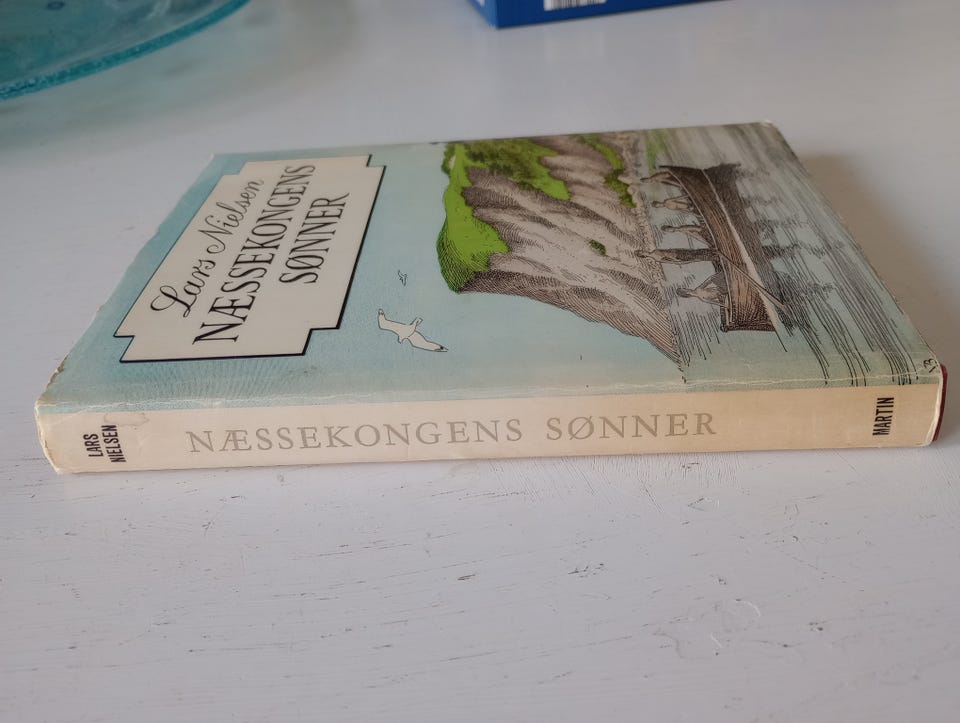 Lars Nielsen
NÆSSEKONGENS
SØNNER
LARS
NIELSEN
NÆSSEKONGENS SØNNER
MARTIN